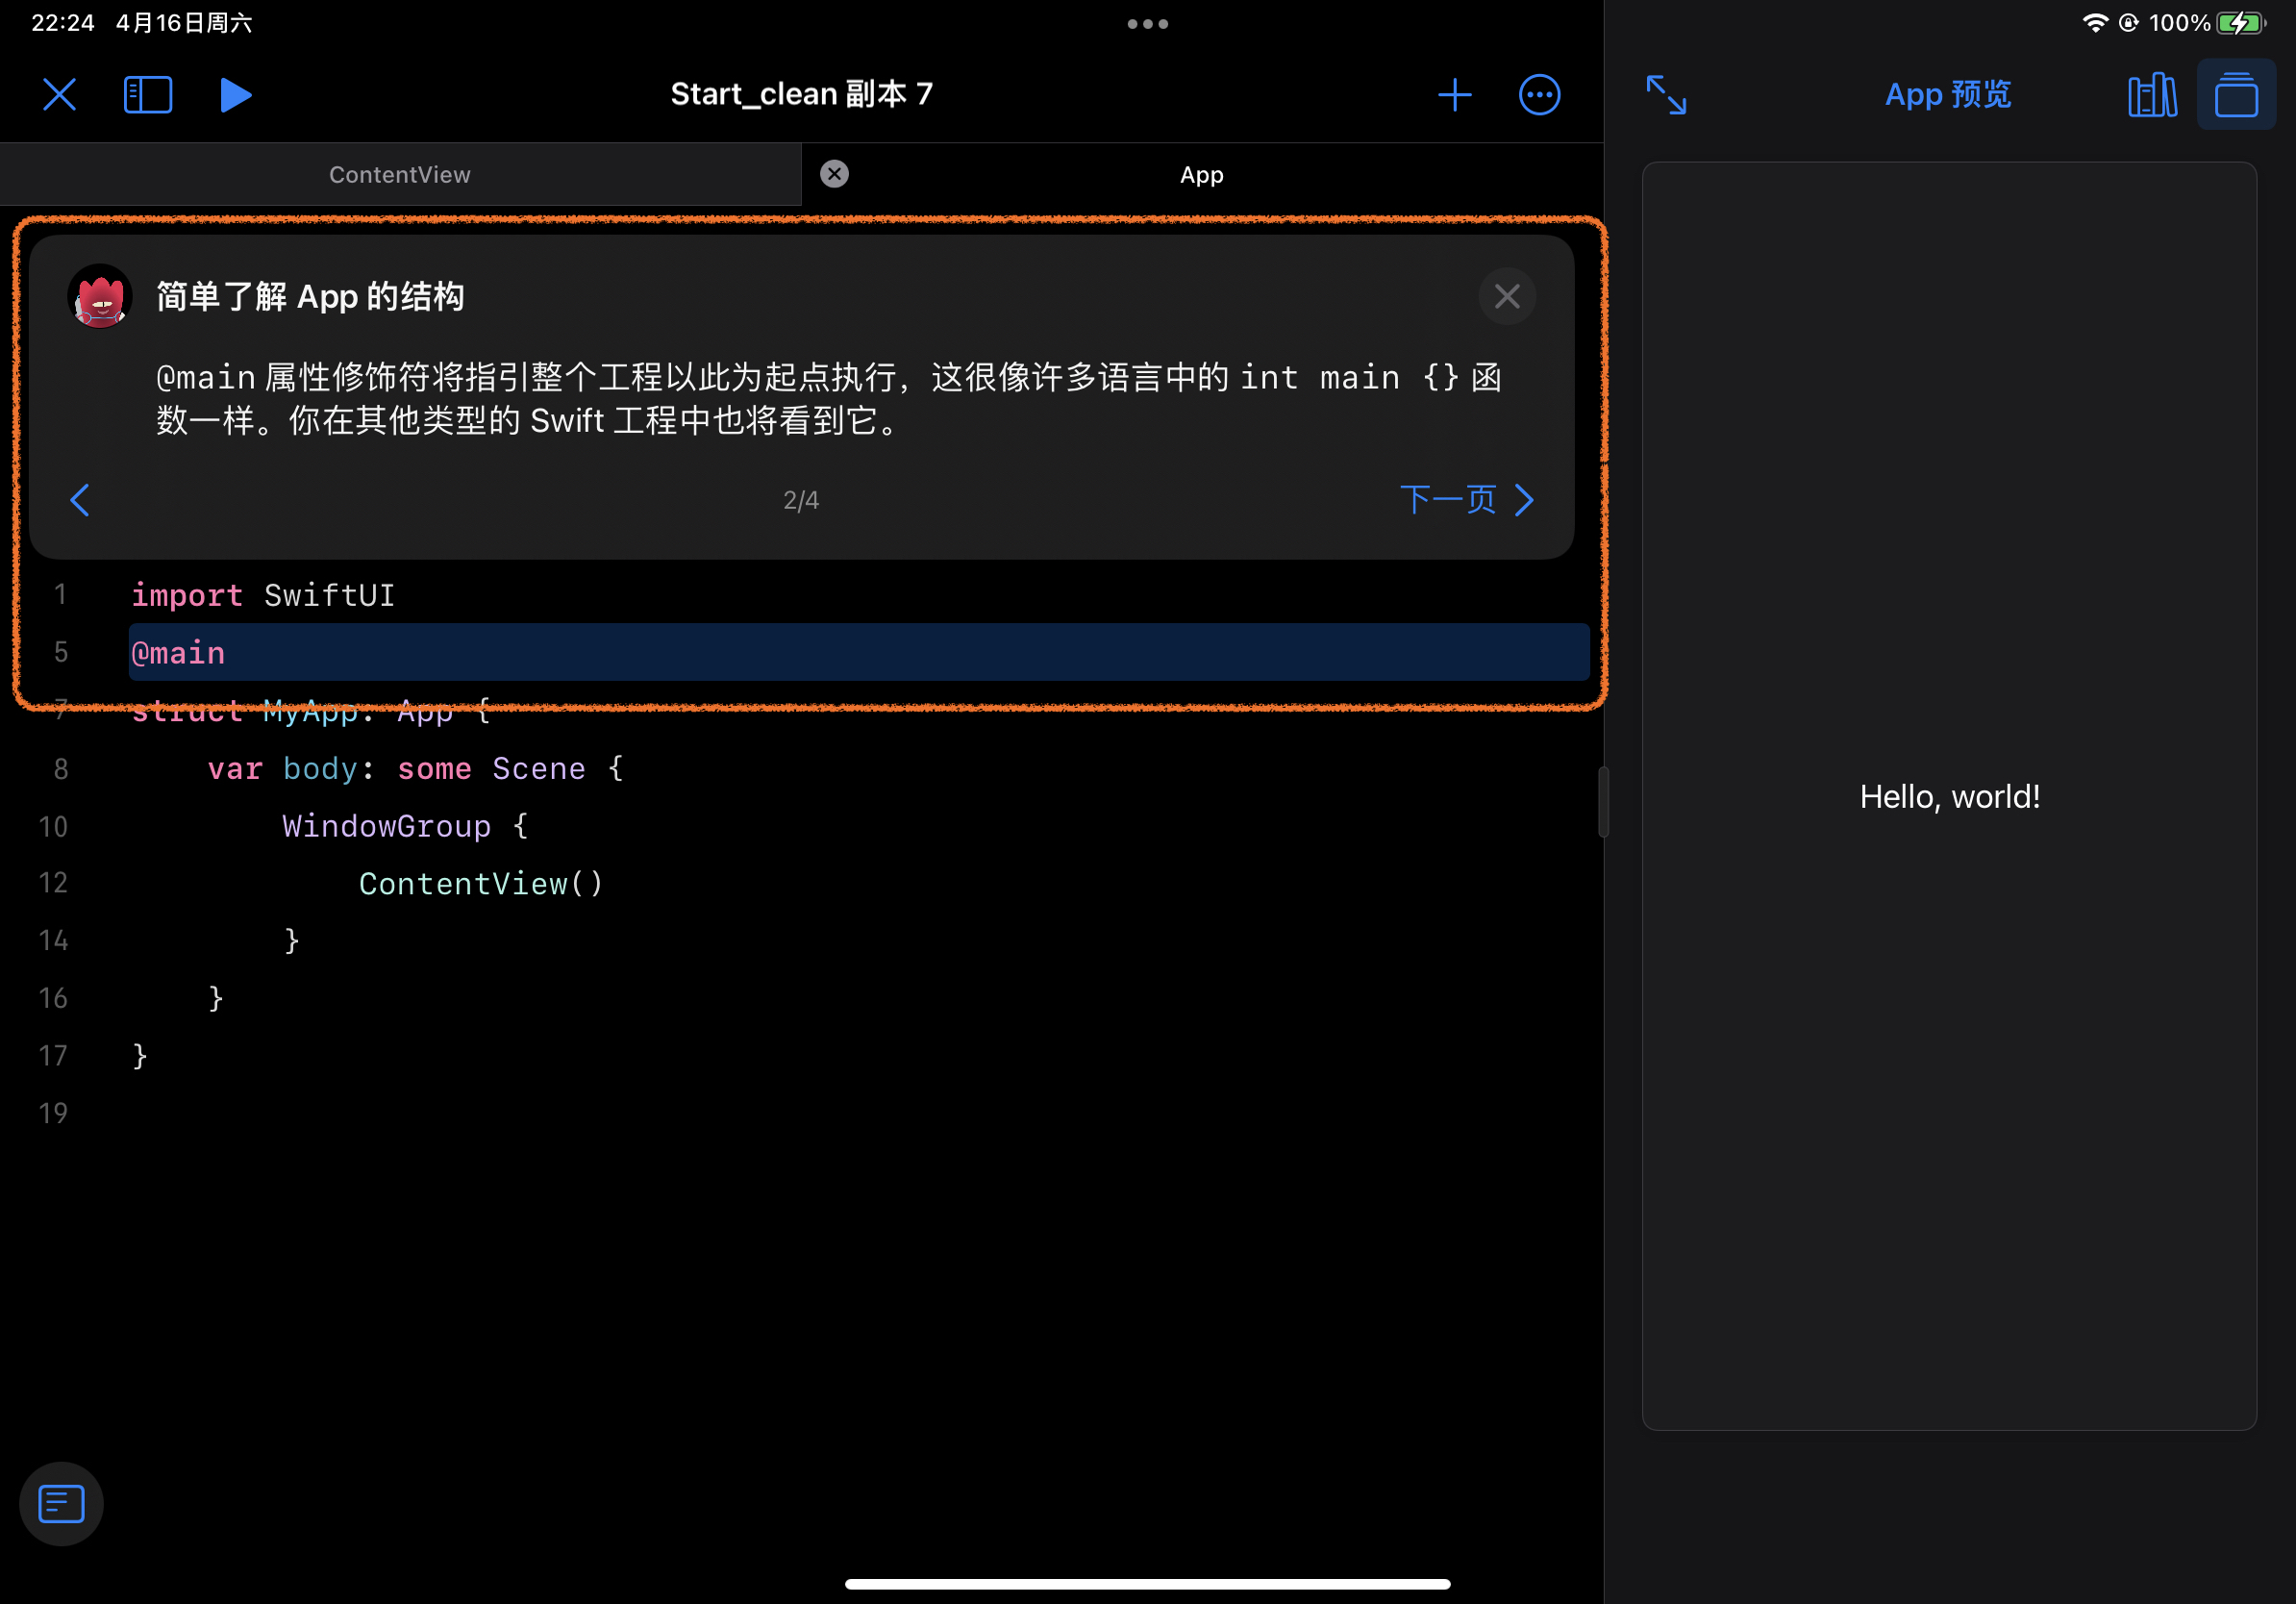 22:24 4月16日周六
100%
Start_clean 副本 7
App 预览
ContentView
App
简单了解 App 的结构
@main 属性修饰符将指引整个工程以此为起点执行，这很像许多语言中的 int main {} 函
数一样。你在其他类型的 Swift 工程中也将看到它。
2/4
下一页
1 import SwiftUI
5 @main
7 struct MyApp: App {
8 var body: some Scene {
10 WindowGroup {
12 ContentView()
14 }
16 }
17 }
19
Hello, world!